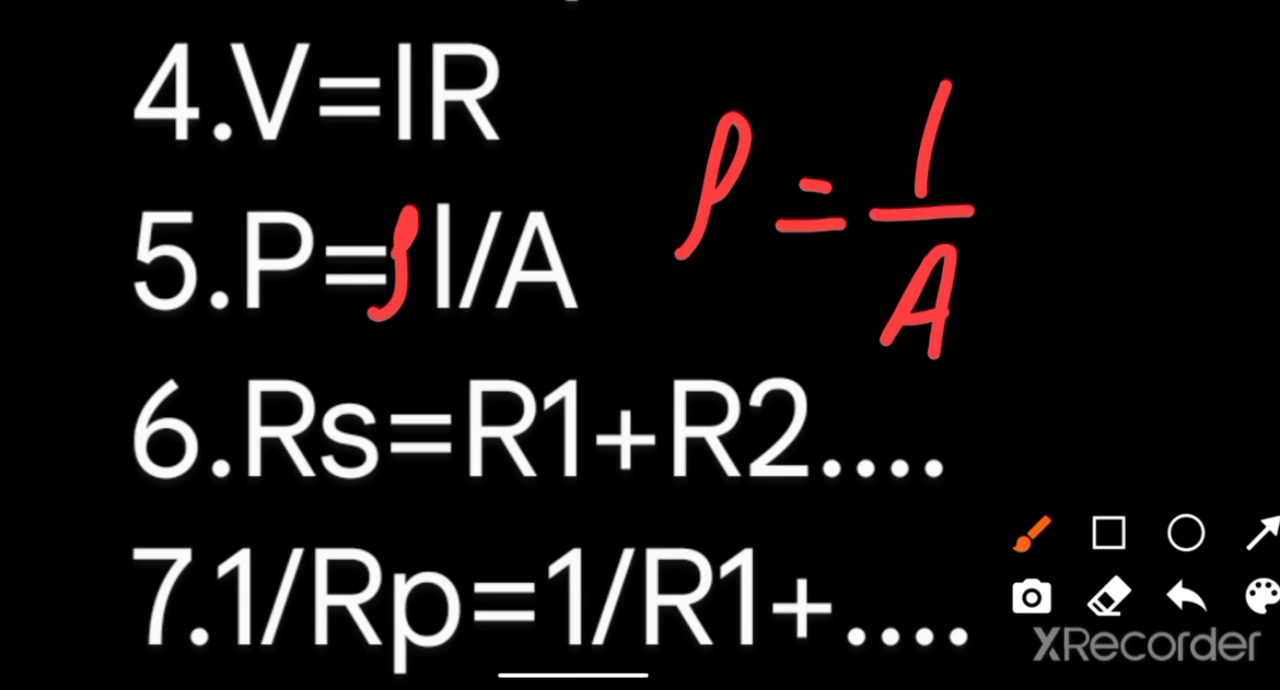 4.V=IR
5.P=ρl/A
ρ=l/A
6.Rs=R1+R2....
7.1/Rp=1/R1+....
XRecorder